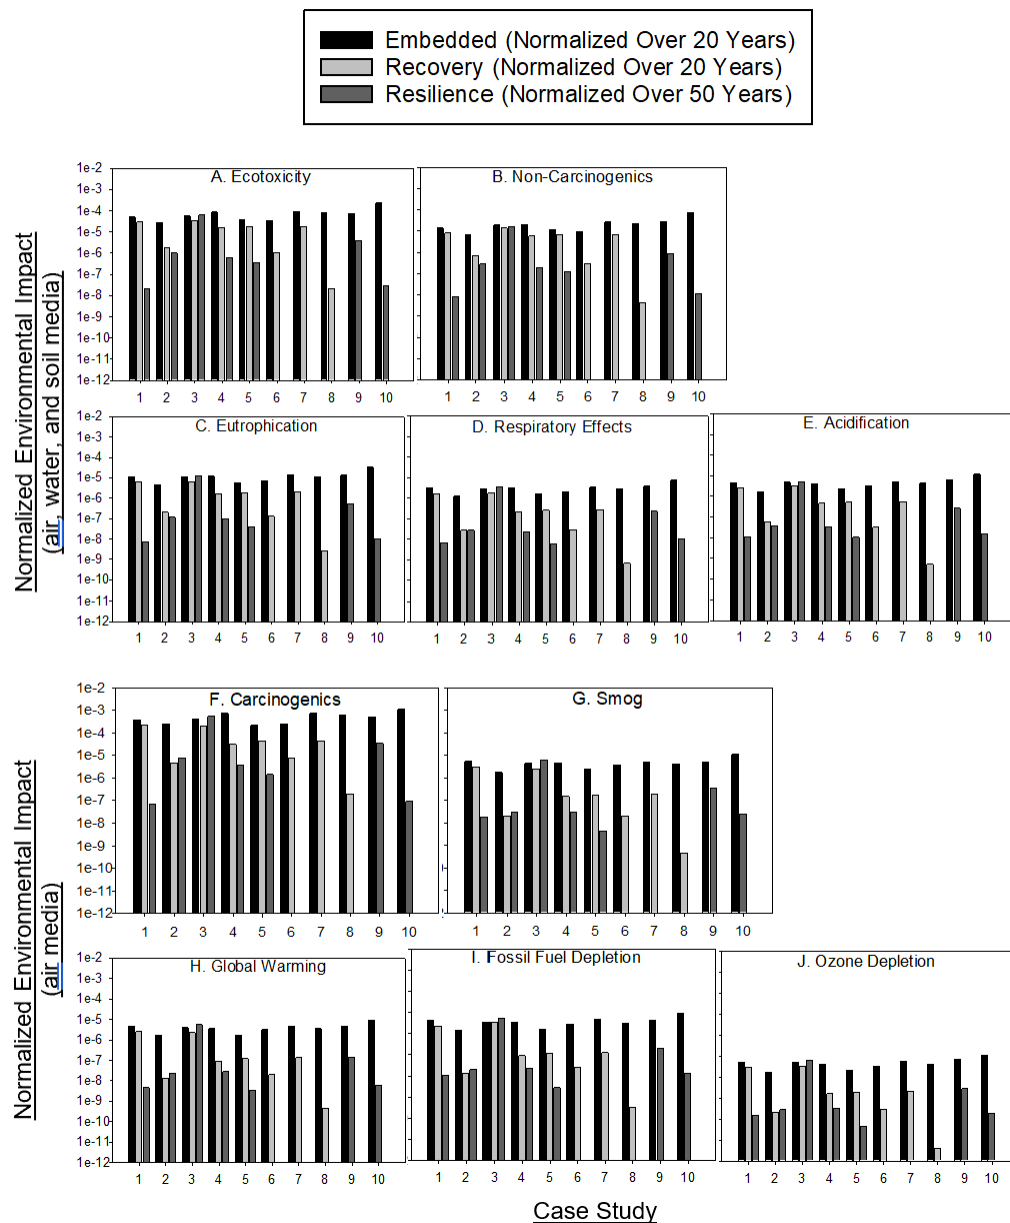 Embedded (Normalized Over 20 Years)
Recovery (Normalized Over 20 Years)
Resilience (Normalized Over 50 Years)
Normalized Environmental Impact
(air, water, and soil media)
A. Ecotoxicity
1e-2
1e-3
1e-4
1e-5
1e-6
1e-7
1e-8
1e-9
1e-10
1e-11
1e-12
1 2 3 4 5 6 7 8 9 10
B. Non-Carcinogenics
1 2 3 4 5 6 7 8 9 10
C. Eutrophication
1e-2
1e-3
1e-4
1e-5
1e-6
1e-7
1e-8
1e-9
1e-10
1e-11
1e-12
1 2 3 4 5 6 7 8 9 10
D. Respiratory Effects
1 2 3 4 5 6 7 8 9 10
E. Acidification
1 2 3 4 5 6 7 8 9 10
Normalized Environmental Impact
(air media)
F. Carcinogenics
1e-2
1e-3
1e-4
1e-5
1e-6
1e-7
1e-8
1e-9
1e-10
1e-11
1e-12
1 2 3 4 5 6 7 8 9 10
G. Smog
1 2 3 4 5 6 7 8 9 10
H. Global Warming
1e-2
1e-3
1e-4
1e-5
1e-6
1e-7
1e-8
1e-9
1e-10
1e-11
1e-12
1 2 3 4 5 6 7 8 9 10
I. Fossil Fuel Depletion
1 2 3 4 5 6 7 8 9 10
J. Ozone Depletion
1 2 3 4 5 6 7 8 9 10
Case Study